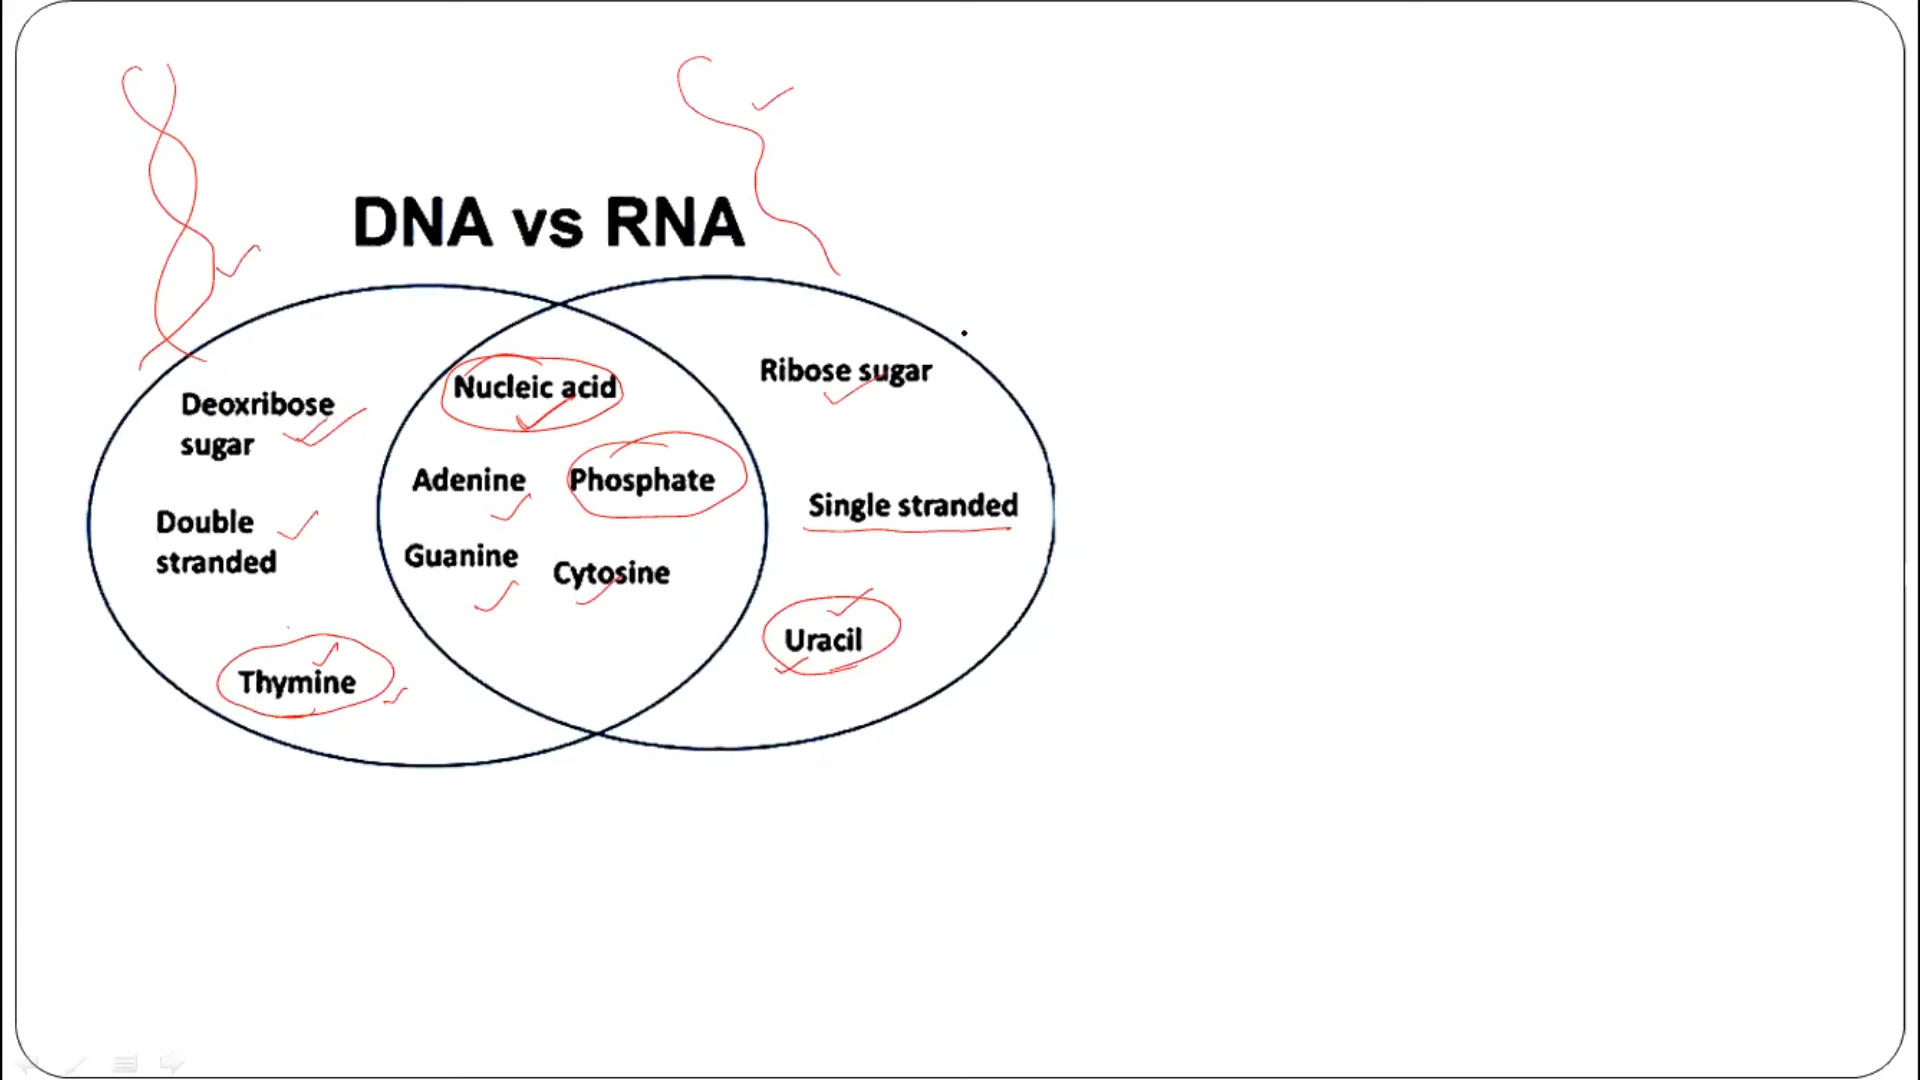 DNA vs RNA
Deoxribose
sugar
Double
stranded
Thymine
Nucleic acid
Adenine
Phosphate
Guanine
Cytosine
Ribose sugar
Single stranded
Uracil